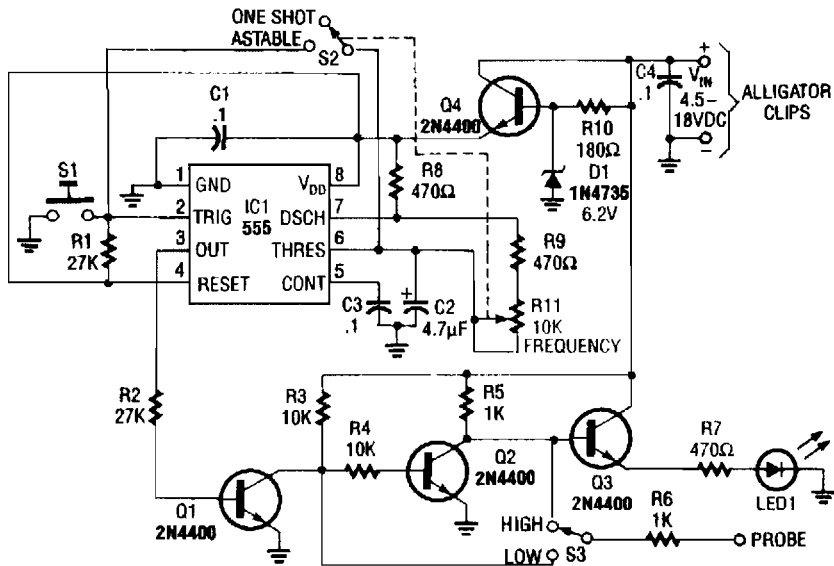 ONE SHOT
ASTABLE
S2
C1
.1
Q4
2N4400
R10
180Ω
D1
1N4735
6.2V
C4
.1
+
VIN
4.5–
18VDC
−
ALLIGATOR
CLIPS
S1
R1
27K
1 GND
2 TRIG
3 OUT
4 RESET
IC1
555
VDD 8
DSCH 7
THRES 6
CONT 5
R8
470Ω
R9
470Ω
R11
10K
FREQUENCY
C3
.1
+
C2
4.7µF
R2
27K
R3
10K
R4
10K
R5
1K
Q1
2N4400
Q2
2N4400
Q3
2N4400
R7
470Ω
LED1
HIGH
LOW
S3
R6
1K
PROBE